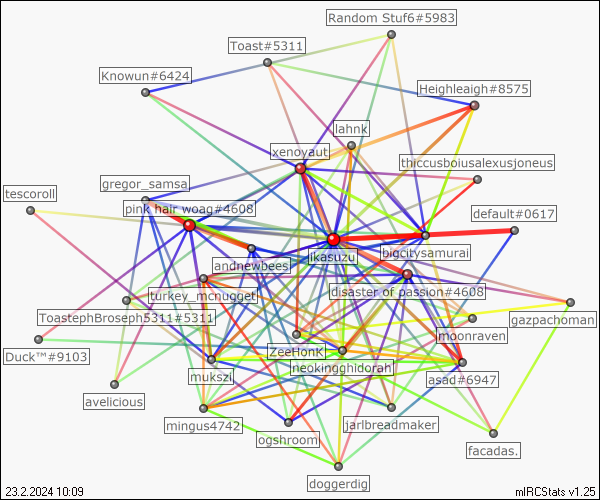 Random Stuf6#5983
Toast#5311
Knowun#6424
Heighleaigh#8575
lahnk
xenoyaut
thiccusboiusalexusjoneus
gregor_samsa
tescoroll
pink hair woag#4608
default#0617
ikasuzu
bigcitysamurai
andnewbees
disaster of passion#4608
turkey_mcnugget
ToastephBroseph5311#5311
gazpachoman
moonraven
Duck™#9103
ZeeHonK
neokingghidorah
mukszi
asad#6947
avelicious
mingus4742
jarlbreadmaker
ogshroom
facadas.
doggerdig
23.2.2024 10:09
mIRCStats v1.25